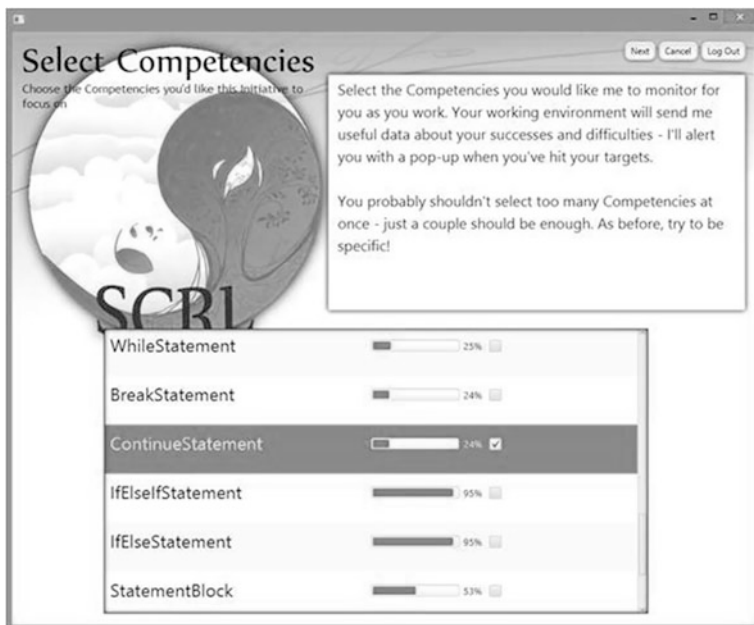 Select Competencies
Choose the Competencies you'd like this Initiative to
focus on
Next Cancel Log Out
Select the Competencies you would like me to monitor for
you as you work. Your working environment will send me
useful data about your successes and difficulties - I'll alert
you with a pop-up when you've hit your targets.
You probably shouldn't select too many Competencies at
once - just a couple should be enough. As before, try to be
specific!
SCRL
WhileStatement 25%
BreakStatement 24%
ContinueStatement 24%
IfElseIfStatement 95%
IfElseStatement 95%
StatementBlock 53%